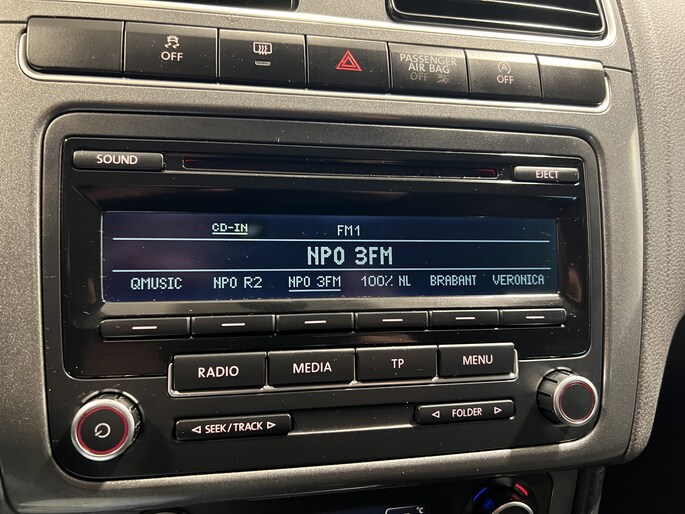 OFF
PASSENGER
AIR BAG
OFF
A
OFF
SOUND
EJECT
CD-IN FM1
NPO 3FM
QMUSIC NPO R2 NPO 3FM 100% NL BRABANT VERONICA
RADIO MEDIA TP MENU
SEEK/TRACK
FOLDER
°C